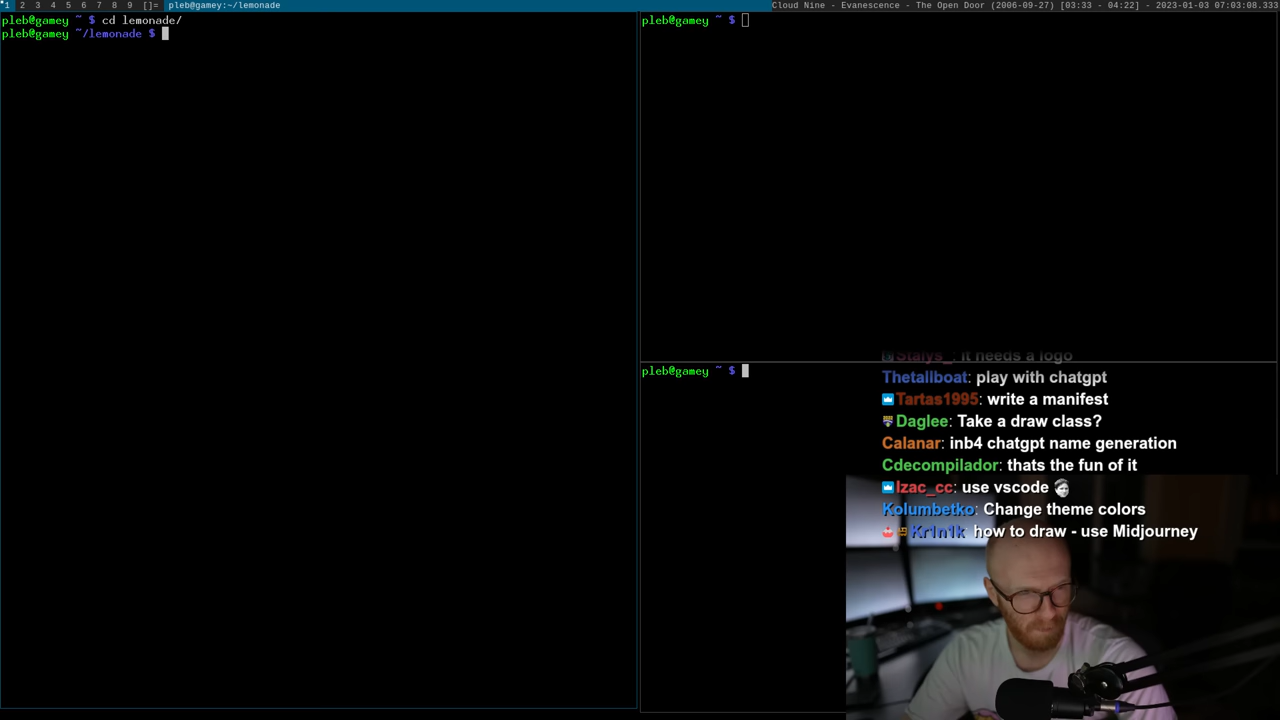 1 2 3 4 5 6 7 8 9 []= pleb@gamey:~/lemonade Cloud Nine - Evanescence - The Open Door (2006-09-27) [03:33 - 04:22] - 2023-01-03 07:03:08.333
pleb@gamey ~ $ cd lemonade/
pleb@gamey ~/lemonade $
pleb@gamey ~ $
pleb@gamey ~ $
Stalys_: it needs a logo
Thetallboat: play with chatgpt
Tartas1995: write a manifest
Daglee: Take a draw class?
Calanar: inb4 chatgpt name generation
Cdecompilador: thats the fun of it
Izac_cc: use vscode
Kolumbetko: Change theme colors
Kr1n1k: how to draw - use Midjourney